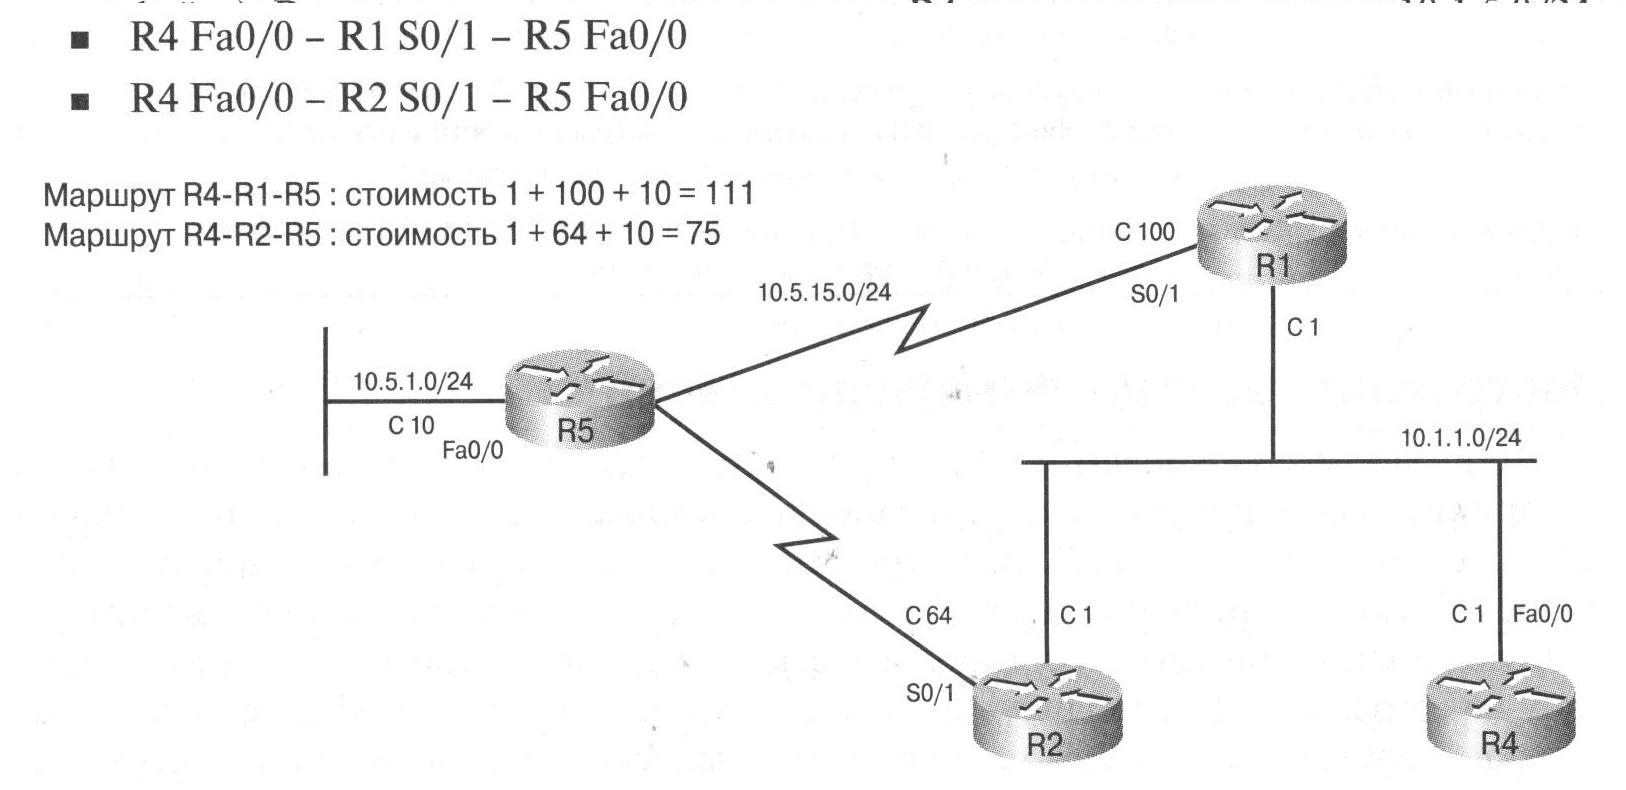 R4 Fa0/0 – R1 S0/1 – R5 Fa0/0
R4 Fa0/0 – R2 S0/1 – R5 Fa0/0
Маршрут R4-R1-R5 : стоимость 1 + 100 + 10 = 111
Маршрут R4-R2-R5 : стоимость 1 + 64 + 10 = 75
C 100
R1
10.5.15.0/24
S0/1
C 1
10.5.1.0/24
C 10
R5
Fa0/0
10.1.1.0/24
C 64
C 1
C 1
Fa0/0
S0/1
R2
R4